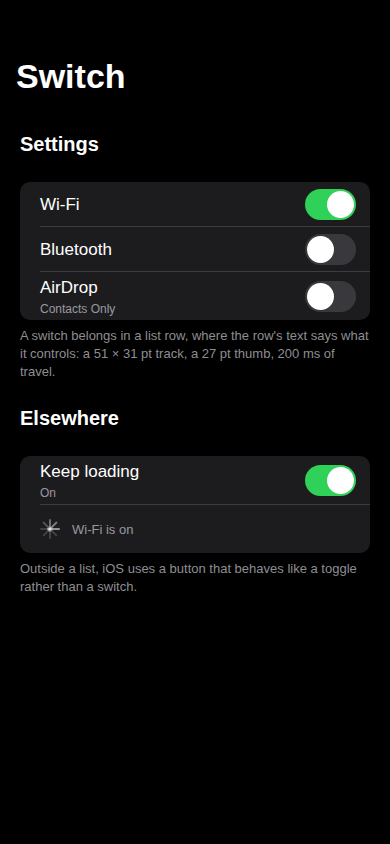 Switch
Settings
Wi-Fi
Bluetooth
AirDrop
Contacts Only
A switch belongs in a list row, where the row's text says what
it controls: a 51 × 31 pt track, a 27 pt thumb, 200 ms of
travel.
Elsewhere
Keep loading
On
Wi-Fi is on
Outside a list, iOS uses a button that behaves like a toggle
rather than a switch.